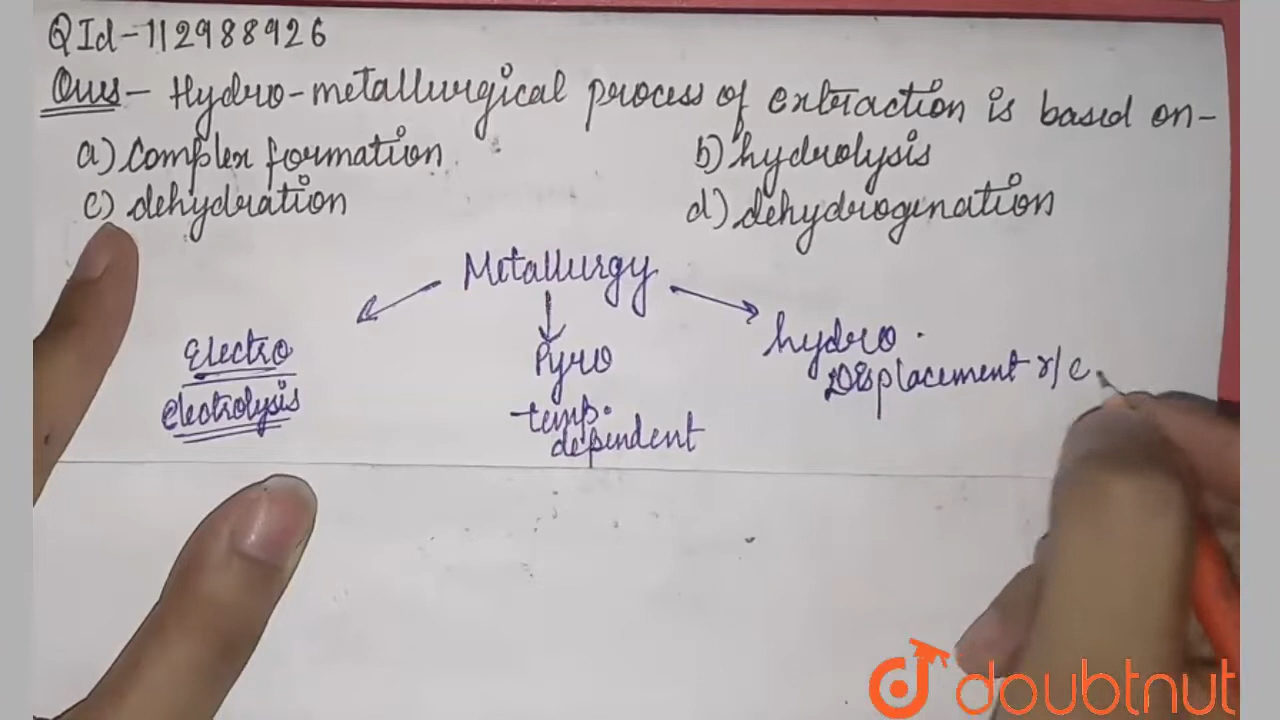 QId-112988926
Ques- Hydro-metallurgical process of extraction is based on-
a) Complex formation
b) hydrolysis
c) dehydration
d) dehydrogenation
Metallurgy
Electro
Electrolysis
Pyro
temp.
dependent
hydro
Displacement r/c
doubtnut